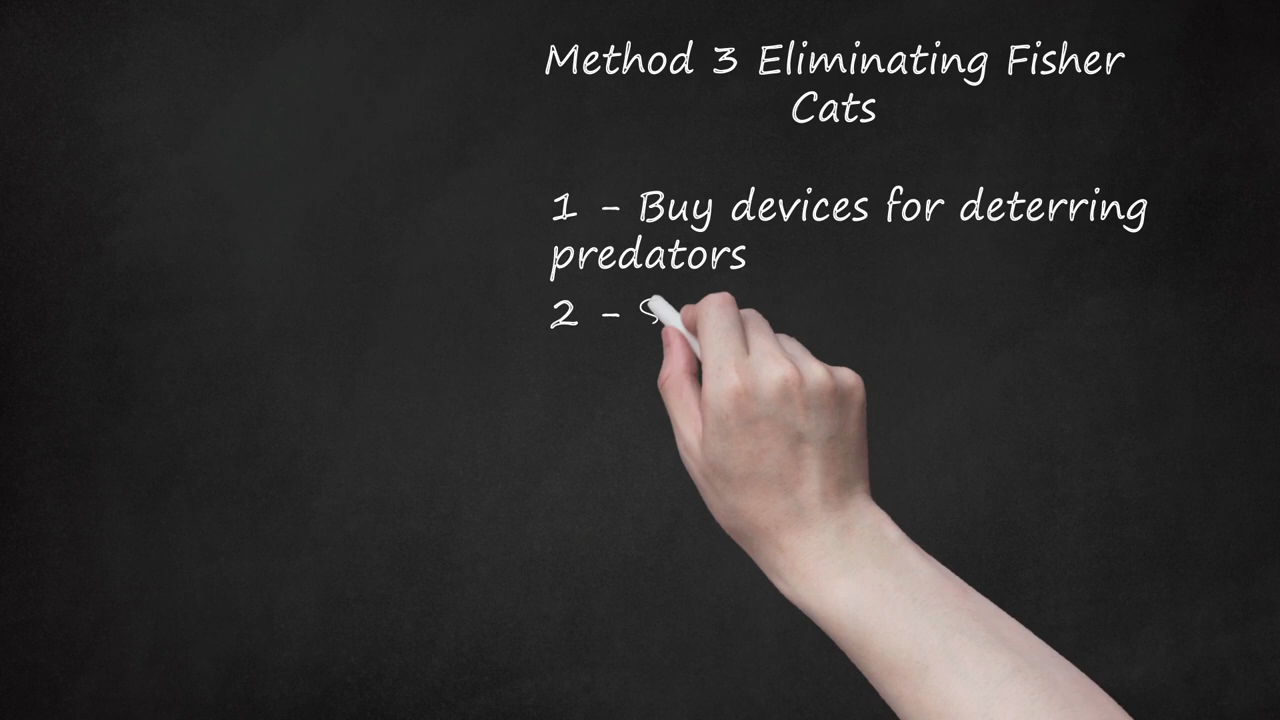 Method 3 Eliminating Fisher
Cats
1 - Buy devices for deterring
predators
2 - S